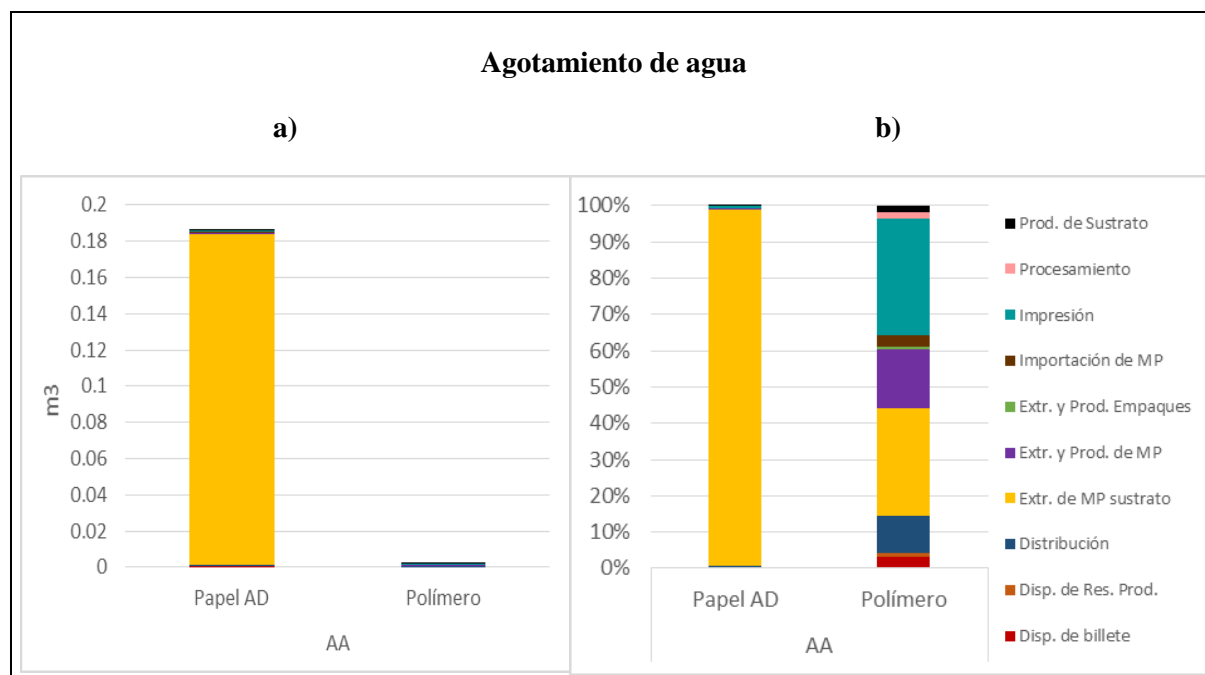 Agotamiento de agua
a)
b)
0.2
0.18
0.16
0.14
0.12
0.1
0.08
0.06
0.04
0.02
0
m3
Papel AD
Polímero
AA
100%
90%
80%
70%
60%
50%
40%
30%
20%
10%
0%
Papel AD
Polímero
AA
Prod. de Sustrato
Procesamiento
Impresión
Importación de MP
Extr. y Prod. Empaques
Extr. y Prod. de MP
Extr. de MP sustrato
Distribución
Disp. de Res. Prod.
Disp. de billete